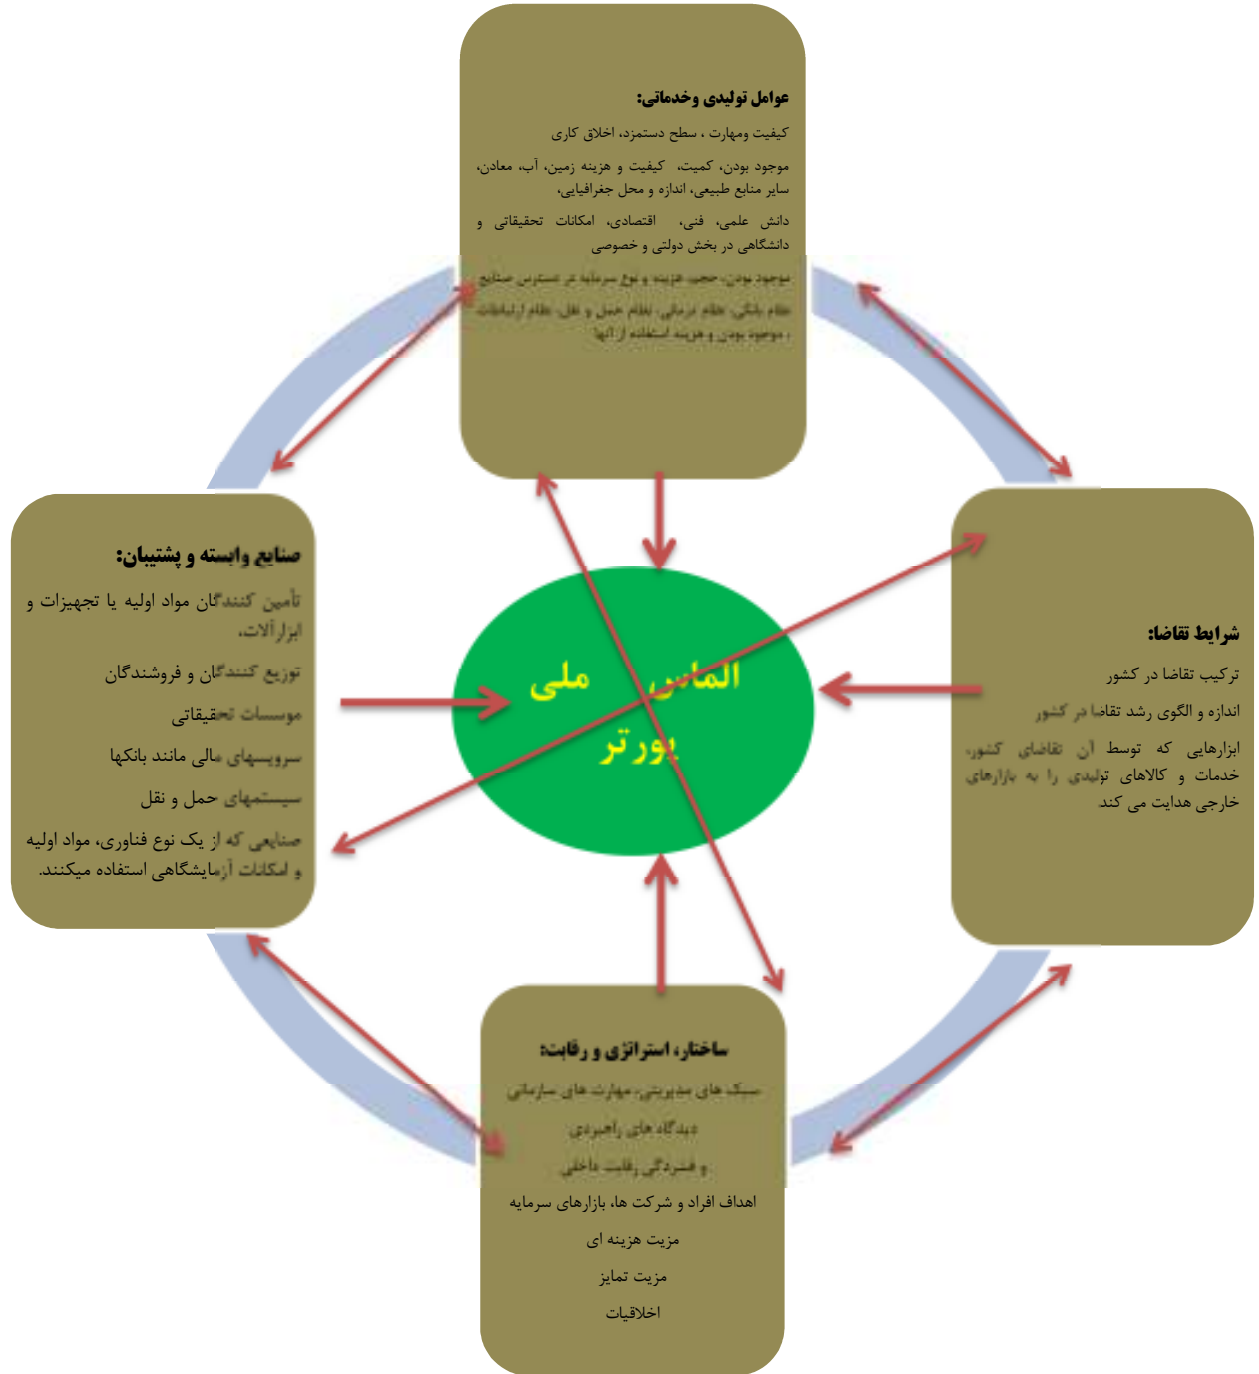 عوامل تولیدی وخدماتی:
کیفیت ومهارت ، سطح دستمزد، اخلاق کاری
موجود بودن، کمیت، کیفیت و هزینه زمین، آب، معادن،
سایر منابع طبیعی، اندازه و محل جغرافیایی،
دانش علمی، فنی، اقتصادی، امکانات تحقیقاتی و
دانشگاهی در بخش دولتی و خصوصی
موجود بودن، حجم، هزینه و نوع سرمایه در دسترس صنایع
نظام بانکی، نظام درمانی، نظام حمل و نقل، نظام ارتباطات
، موجود بودن و هزینه استفاده از آنها
شرایط تقاضا:
ترکیب تقاضا در کشور
اندازه و الگوی رشد تقاضا در کشور
ابزارهایی که توسط آن تقاضای کشور،
خدمات و کالاهای تولیدی را به بازارهای
خارجی هدایت می کند
الماس ملی
پورتر
صنایع وابسته و پشتیبان:
تأمین کنندگان مواد اولیه یا تجهیزات و
ابزارآلات،
توزیع کنندگان و فروشندگان
موسسات تحقیقاتی
سرویسهای مالی مانند بانکها
سیستمهای حمل و نقل
صنایعی که از یک نوع فناوری، مواد اولیه
و امکانات آزمایشگاهی استفاده میکنند.
ساختار، استراتژی و رقابت:
سبک های مدیریتی، مهارت های سازمانی
دیدگاه های راهبردی
و فشردگی رقابت داخلی
اهداف افراد و شرکت ها، بازارهای سرمایه
مزیت هزینه ای
مزیت تمایز
اخلاقیات